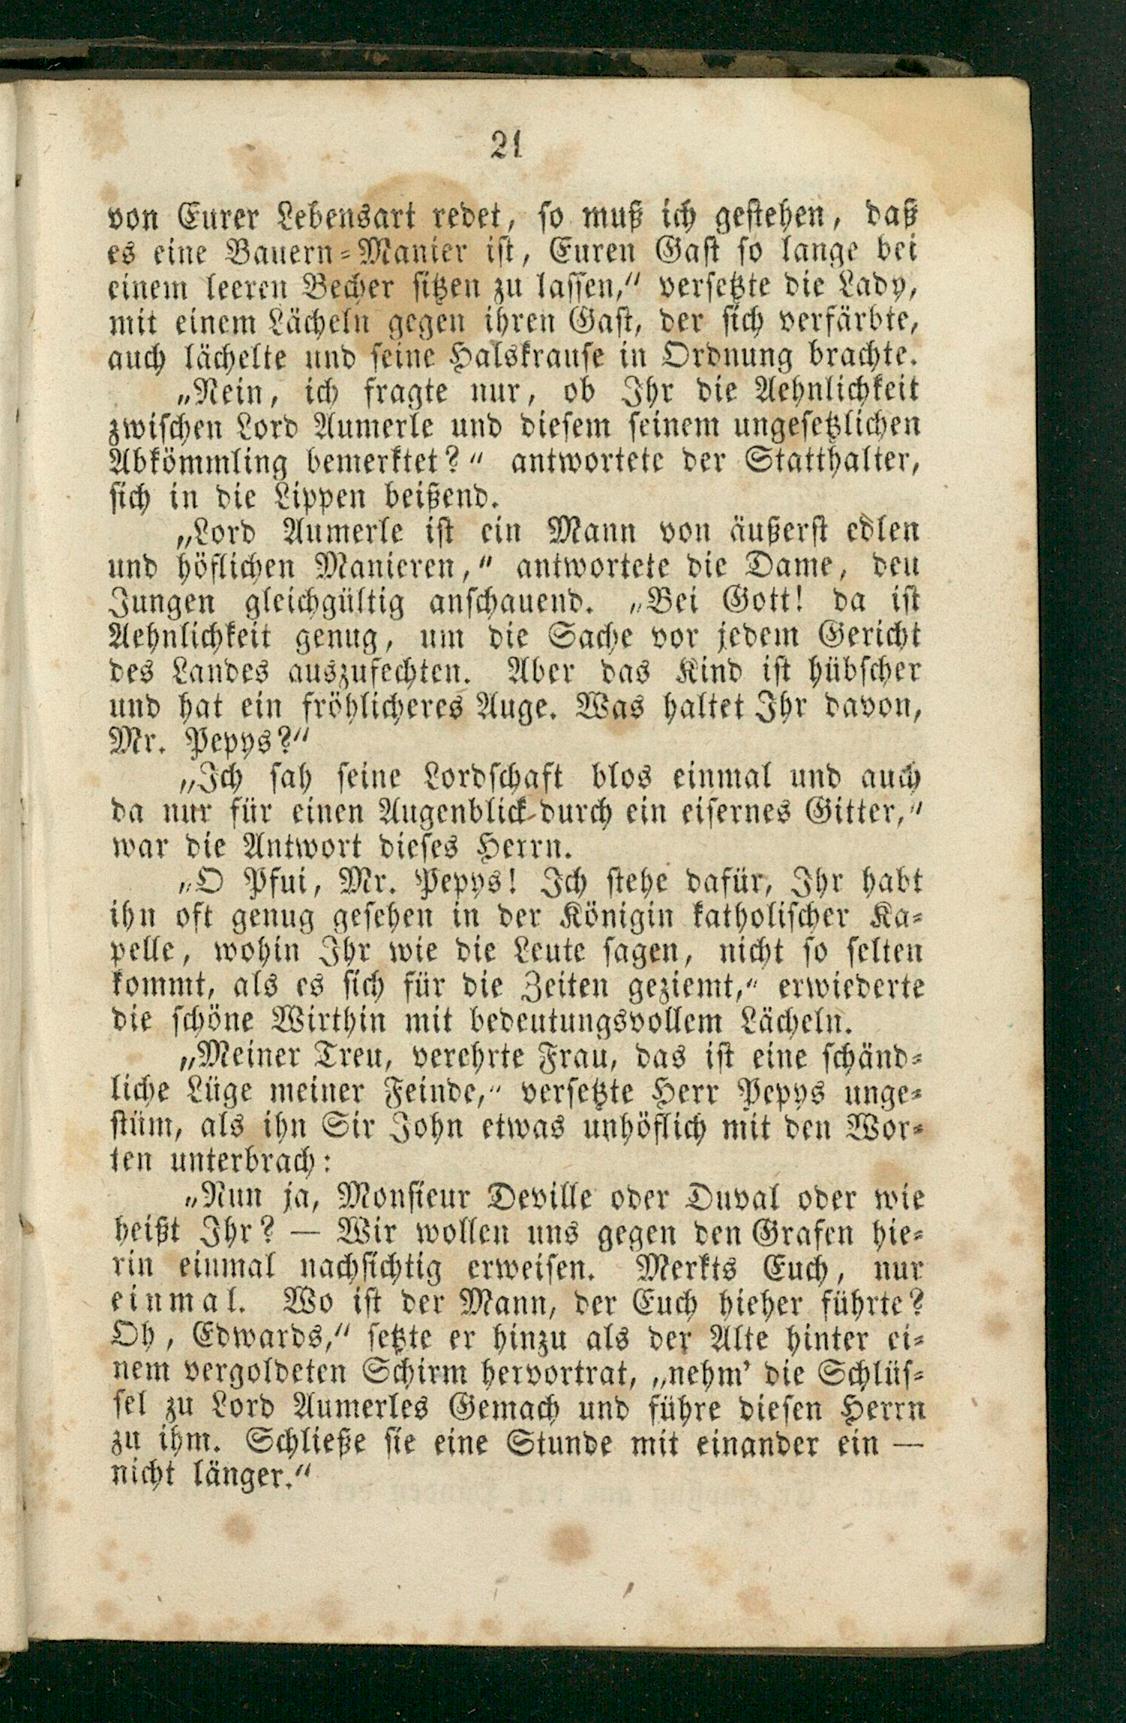 21
von Eurer Lebensart redet, so muß ich gestehen, daß
es eine Bauern-Manier ist, Euren Gast so lange bei
einem leeren Becher sitzen zu lassen,“ versetzte die Lady,
mit einem Lächeln gegen ihren Gast, der sich verfärbte,
auch lächelte und seine Halskrause in Ordnung brachte.
„Nein, ich fragte nur, ob Ihr die Aehnlichkeit
zwischen Lord Aumerle und diesem seinem ungesetzlichen
Abkömmling bemerktet?“ antwortete der Statthalter,
sich in die Lippen beißend.
„Lord Aumerle ist ein Mann von äußerst edlen
und höflichen Manieren,“ antwortete die Dame, den
Jungen gleichgültig anschauend. „Bei Gott! da ist
Aehnlichkeit genug, um die Sache vor jedem Gericht
des Landes auszufechten. Aber das Kind ist hübscher
und hat ein fröhlicheres Auge. Was haltet Ihr davon,
Mr. Pepys?“
„Ich sah seine Lordschaft blos einmal und auch
da nur für einen Augenblick durch ein eisernes Gitter,“
war die Antwort dieses Herrn.
„O Pfui, Mr. Pepys! Ich stehe dafür, Ihr habt
ihn oft genug gesehen in der Königin katholischer Ka-
pelle, wohin Ihr wie die Leute sagen, nicht so selten
kommt, als es sich für die Zeiten geziemt,“ erwiederte
die schöne Wirthin mit bedeutungsvollem Lächeln.
„Meiner Treu, verehrte Frau, das ist eine schänd-
liche Lüge meiner Feinde,“ versetzte Herr Pepys unge-
stüm, als ihn Sir John etwas unhöflich mit den Wor-
ten unterbrach:
„Nun ja, Monsieur Deville oder Duval oder wie
heißt Ihr? — Wir wollen uns gegen den Grafen hie-
rin einmal nachsichtig erweisen. Merkts Euch, nur
einmal. Wo ist der Mann, der Euch hieher führte?
Oh, Edwards,“ setzte er hinzu als der Alte hinter ei-
nem vergoldeten Schirm hervortrat, „nehm’ die Schlüs-
sel zu Lord Aumerles Gemach und führe diesen Herrn
zu ihm. Schließe sie eine Stunde mit einander ein —
nicht länger.“